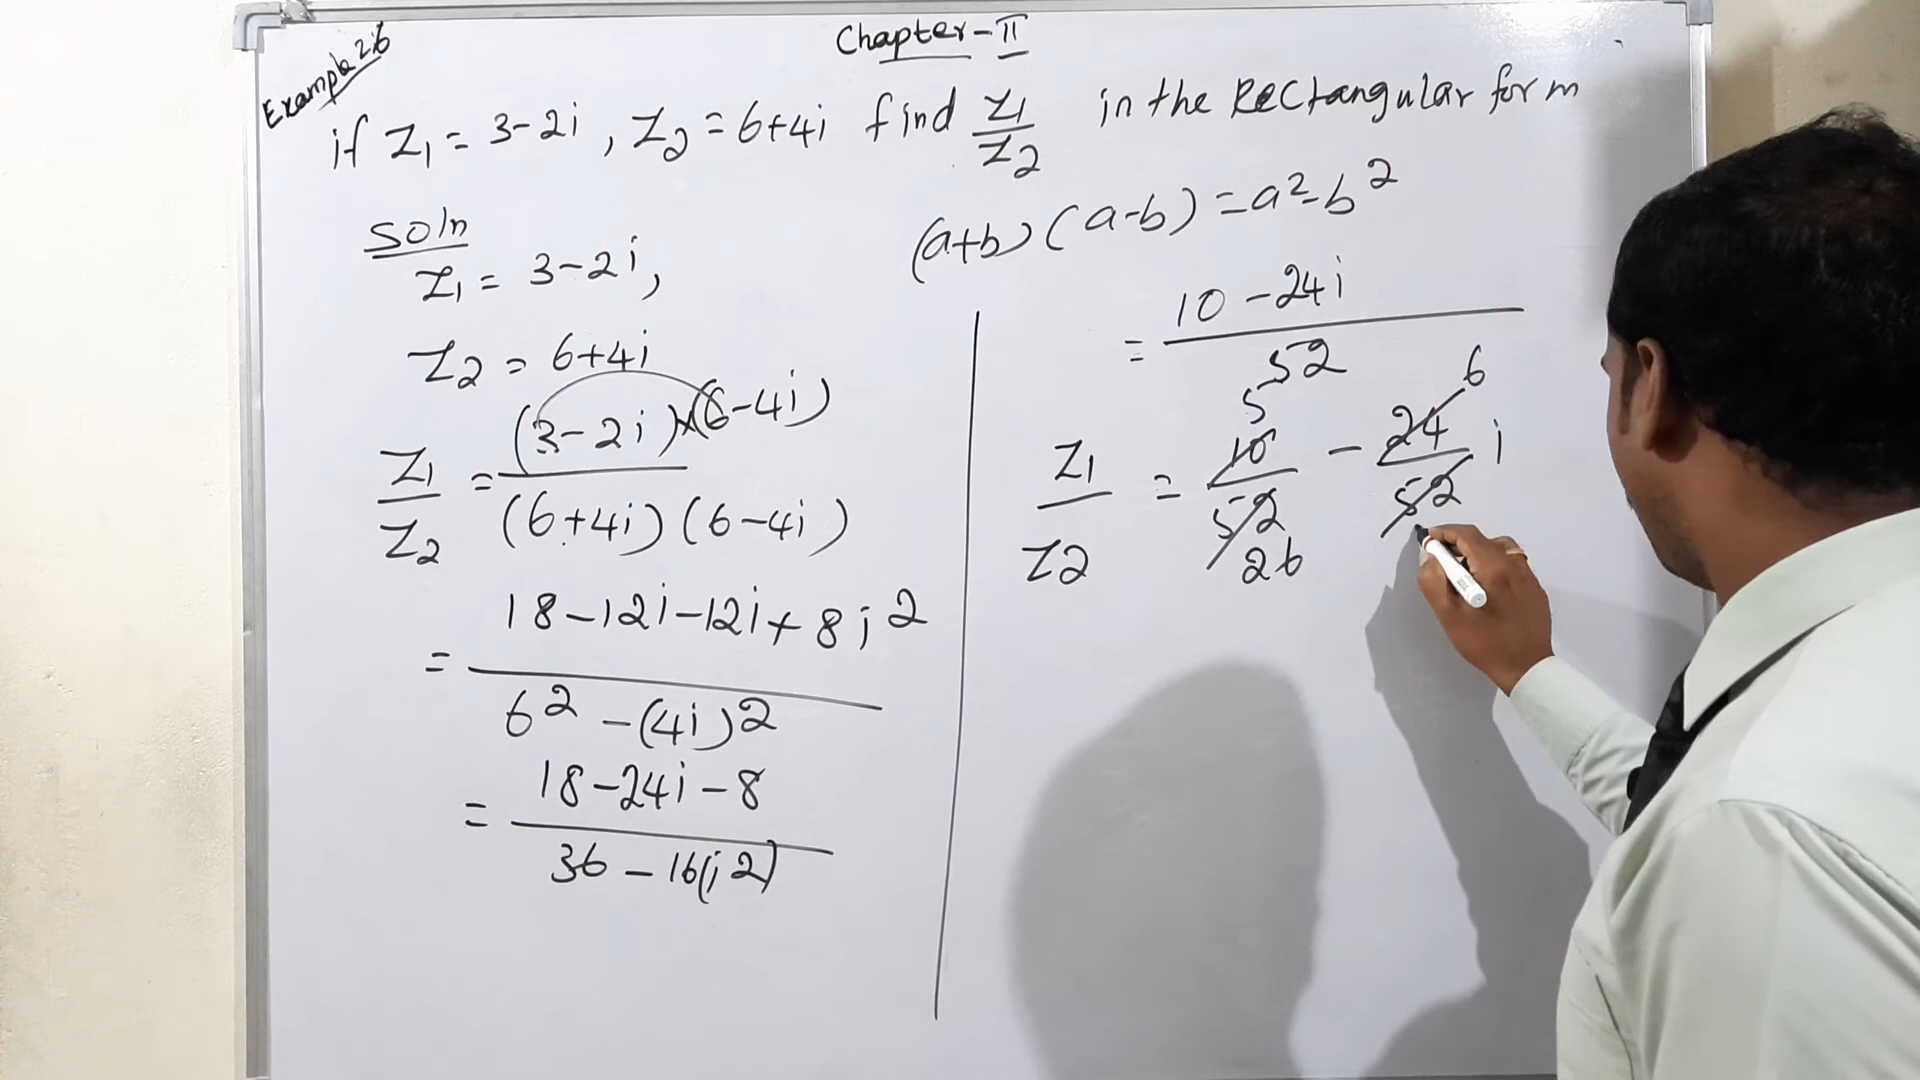 Example 2.6
Chapter-II
if Z₁ = 3-2i, Z₂ = 6+4i find Z₁/Z₂ in the Rectangular form
Soln
Z₁ = 3-2i,
Z₂ = 6+4i
Z₁/Z₂ = (3-2i)×(6-4i) / (6+4i)(6-4i)
= 18-12i-12i+8i² / 6²-(4i)²
= 18-24i-8 / 36-16(i2)
(a+b)(a-b) = a²-b²
= 10-24i / 52
5 6
Z₁/Z2 = 10/52 - 24/52 i
26